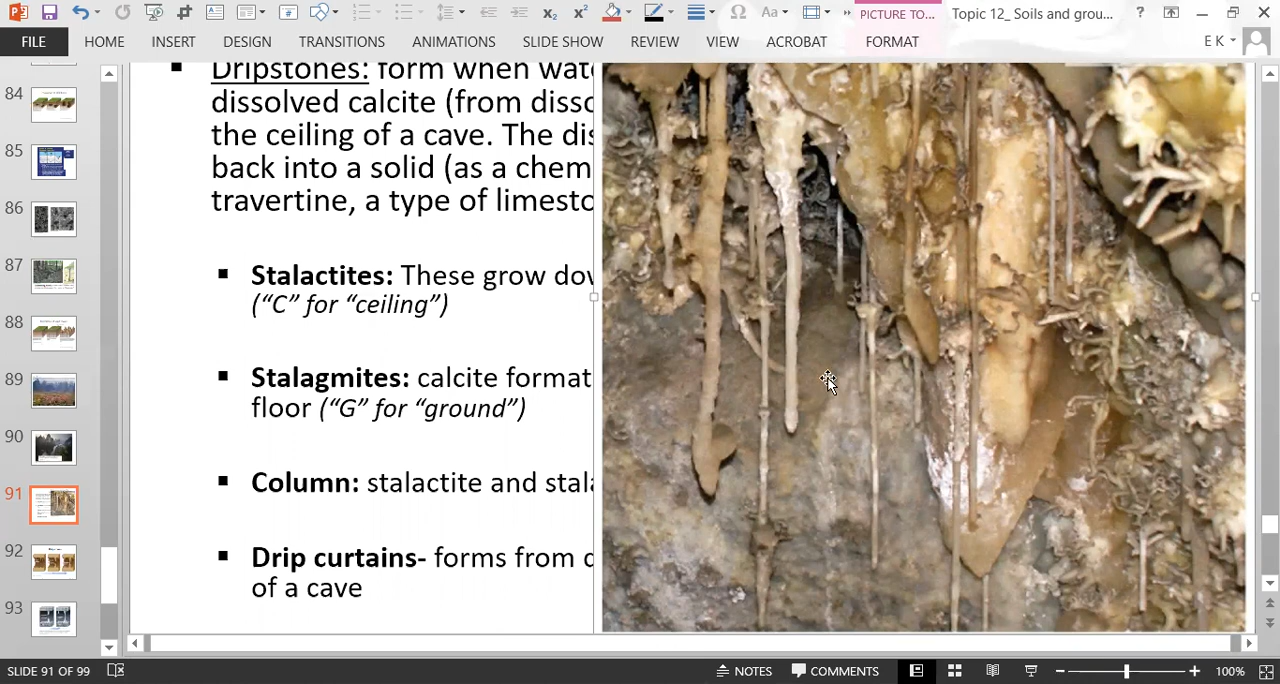 PICTURE TO...
Topic 12_ Soils and grou...
?
FILE
HOME
INSERT
DESIGN
TRANSITIONS
ANIMATIONS
SLIDE SHOW
REVIEW
VIEW
ACROBAT
FORMAT
E K
84
85
86
87
88
89
90
91
92
93
Dripstones: form when wate
dissolved calcite (from disso
the ceiling of a cave. The dis
back into a solid (as a chem
travertine, a type of limesto
Stalactites: These grow dow
(“C” for “ceiling”)
Stalagmites: calcite format
floor (“G” for “ground”)
Column: stalactite and stala
Drip curtains- forms from d
of a cave
SLIDE 91 OF 99
NOTES
COMMENTS
100%